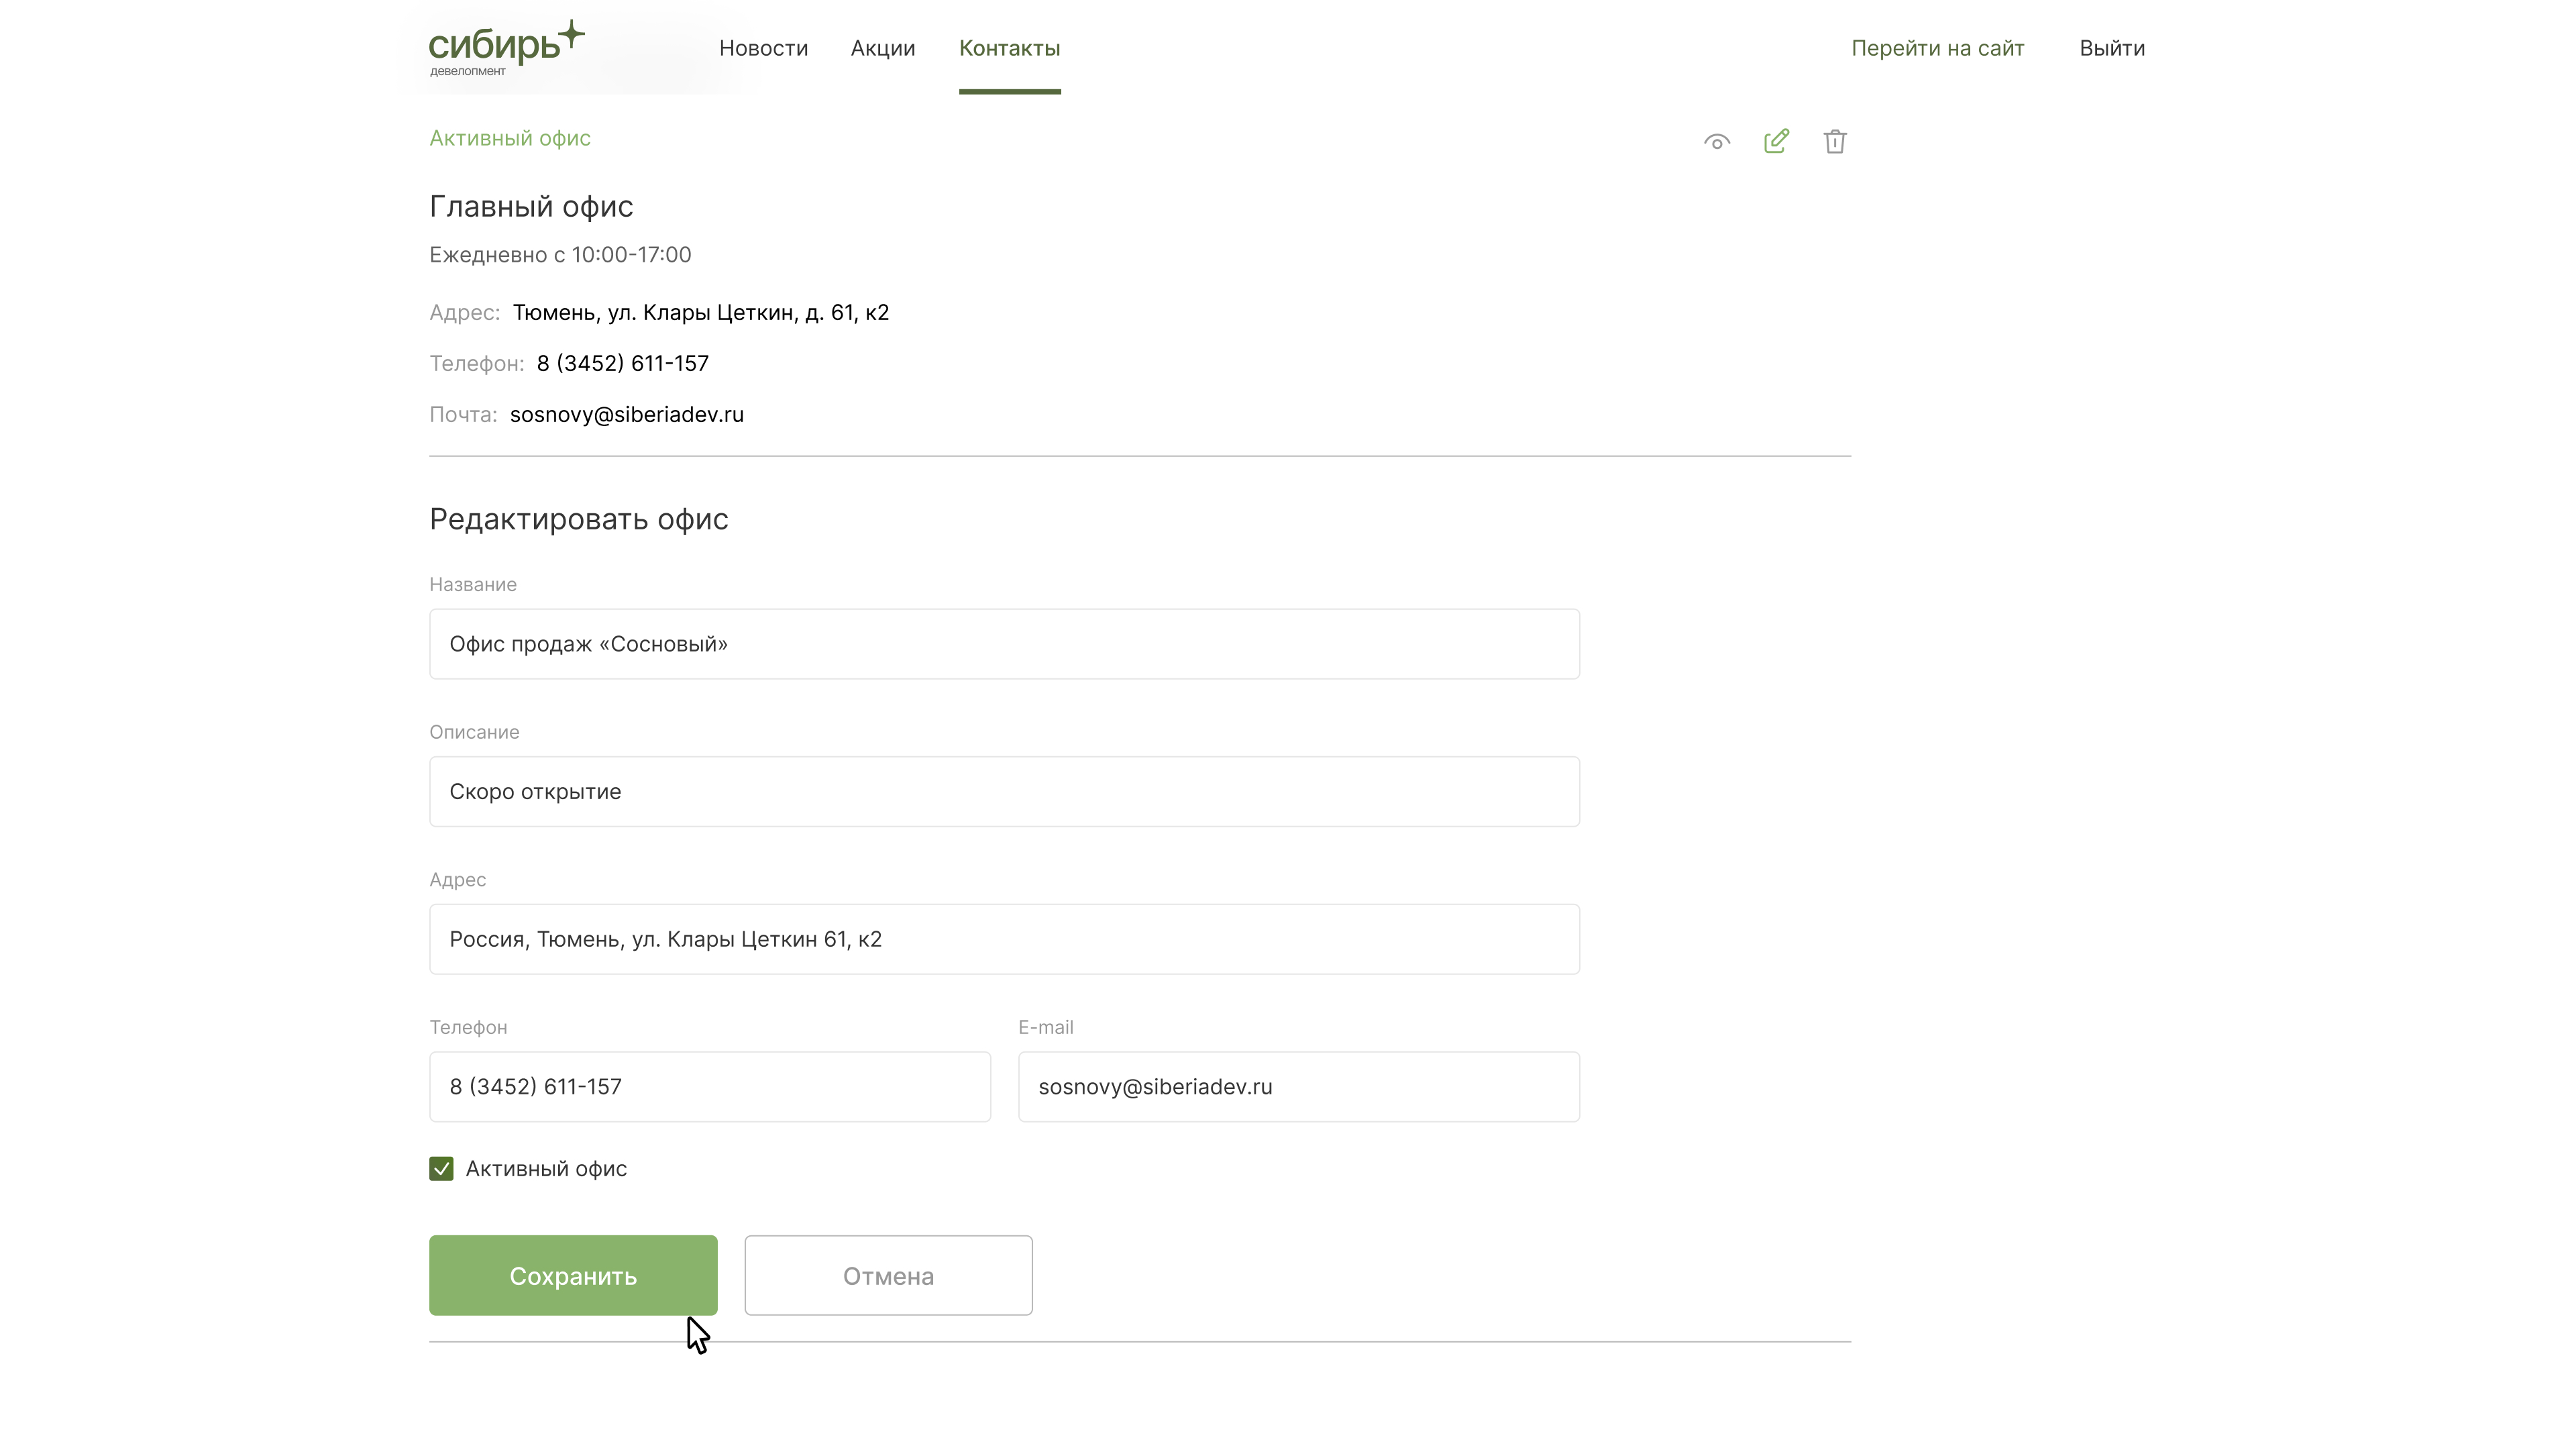 сибирь
девелопмент
Новости
Акции
Контакты
Перейти на сайт
Выйти
Активный офис
Главный офис
Ежедневно с 10:00-17:00
Адрес: Тюмень, ул. Клары Цеткин, д. 61, к2
Телефон: 8 (3452) 611-157
Почта: sosnovy@siberiadev.ru
Редактировать офис
Название
Офис продаж «Сосновый»
Описание
Скоро открытие
Адрес
Россия, Тюмень, ул. Клары Цеткин 61, к2
Телефон
8 (3452) 611-157
E-mail
sosnovy@siberiadev.ru
Активный офис
Сохранить
Отмена